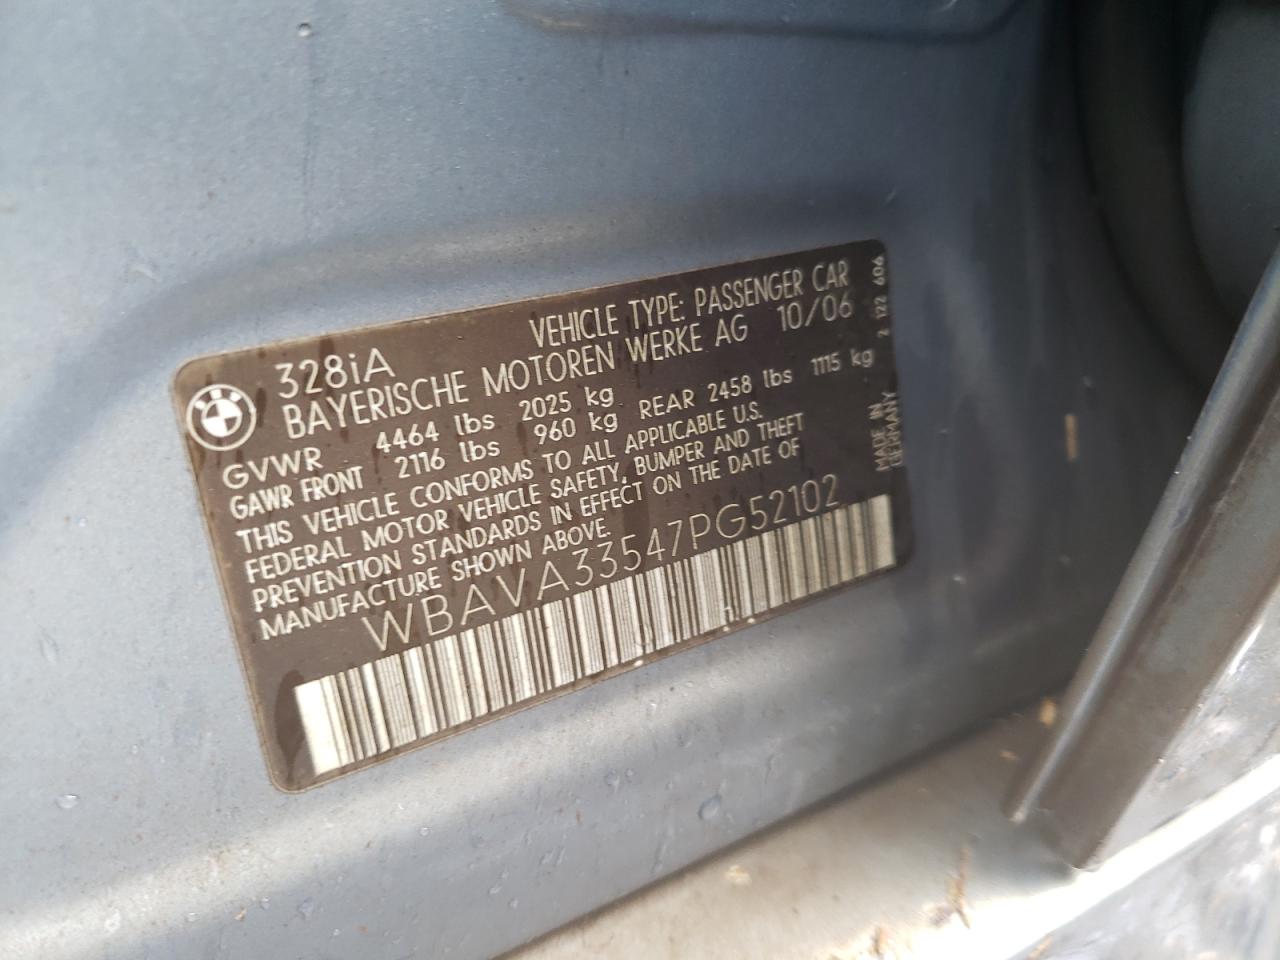 328iA VEHICLE TYPE: PASSENGER CAR
BAYERISCHE MOTOREN WERKE AG 10/06
GVWR 4464 lbs 2025 kg
GAWR FRONT 2116 lbs 960 kg REAR 2458 lbs 1115 kg
THIS VEHICLE CONFORMS TO ALL APPLICABLE U.S.
FEDERAL MOTOR VEHICLE SAFETY, BUMPER AND THEFT
PREVENTION STANDARDS IN EFFECT ON THE DATE OF
MANUFACTURE SHOWN ABOVE.
WBAVA33547PG52102
2 122 606
MADE IN
GERMANY